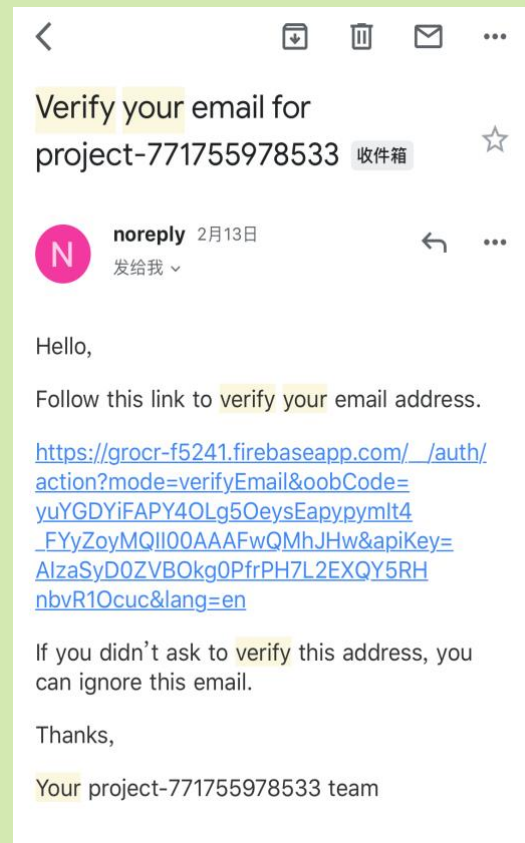 Verify your email for
project-771755978533 收件箱
N
noreply 2月13日
发给我
Hello,
Follow this link to verify your email address.
https://grocr-f5241.firebaseapp.com/__/auth/
action?mode=verifyEmail&oobCode=
yuYGDYiFAPY4OLg5OeysEapypymlt4
_FYyZoyMQIl00AAAFwQMhJHw&apiKey=
AIzaSyD0ZVBOkg0PfrPH7L2EXQY5RH
nbvR1Ocuc&lang=en
If you didn’t ask to verify this address, you
can ignore this email.
Thanks,
Your project-771755978533 team